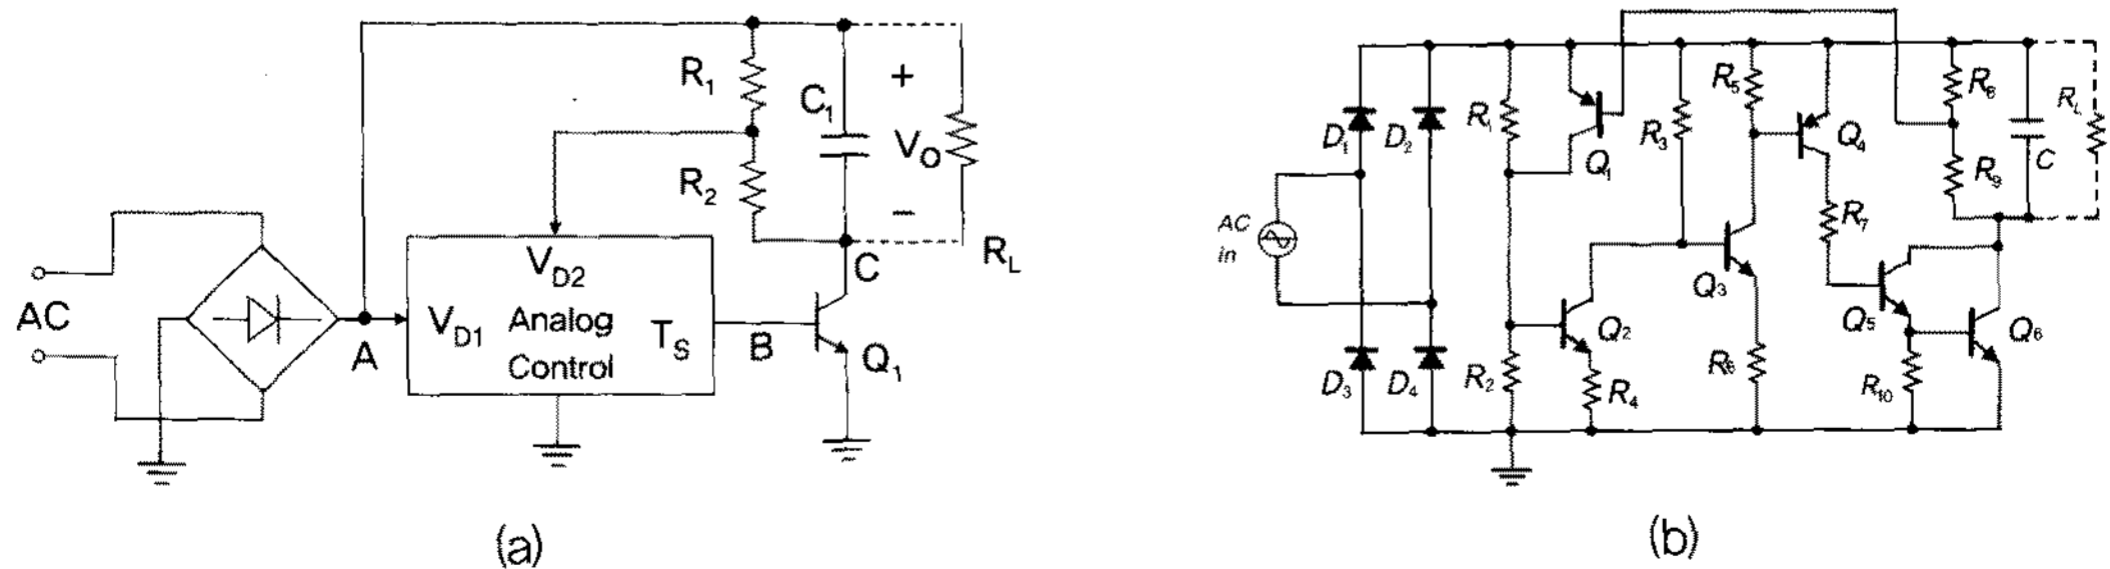 R1
C1
+
VO
R2
−
RL
AC
VD2
C
VD1
Analog
Control
TS
A
B
Q1
(a)
D1
D2
R1
Q1
R3
R5
Q4
R8
RL
C
R9
R7
AC
in
Q3
Q2
Q5
Q6
D3
D4
R2
R4
R10
(b)